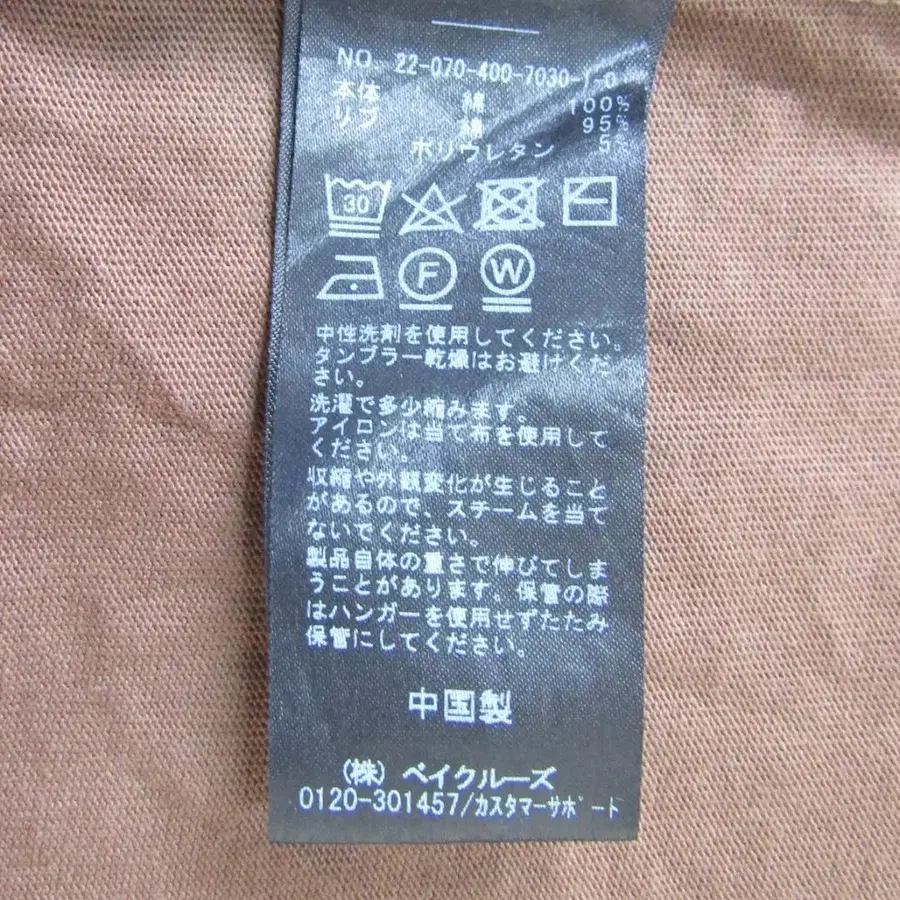 NO. 22-070-400-7030-1-0
本体 綿 100%
リブ 綿 95%
ポリウレタン 5%
30
F W
中性洗剤を使用してください。
タンブラー乾燥はお避けくだ
さい。
洗濯で多少縮みます。
アイロンは当て布を使用して
ください。
収縮や外観変化が生じること
があるので、スチームを当て
ないでください。
製品自体の重さで伸びてしま
うことがあります。保管の際
はハンガーを使用せずたたみ
保管にしてください。
中国製
(株) ベイクルーズ
0120-301457/カスタマーサポート